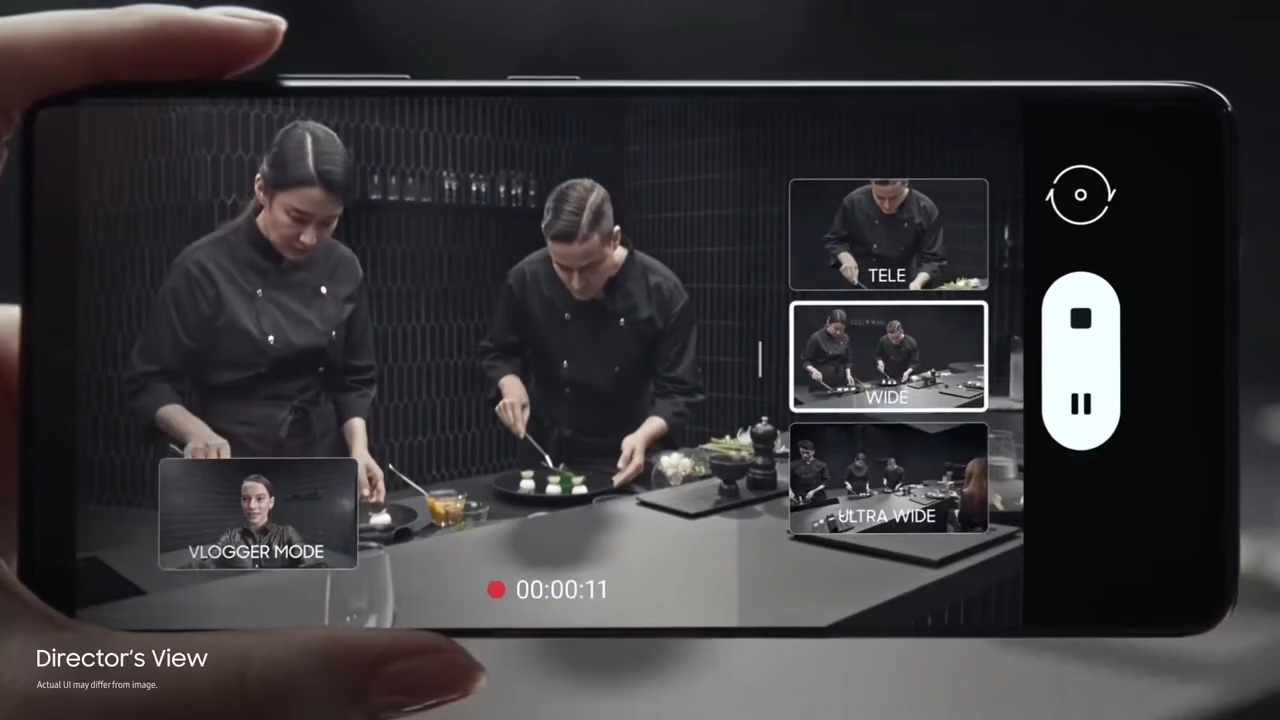 TELE
WIDE
ULTRA WIDE
VLOGGER MODE
00:00:11
Director's View
Actual UI may differ from image.